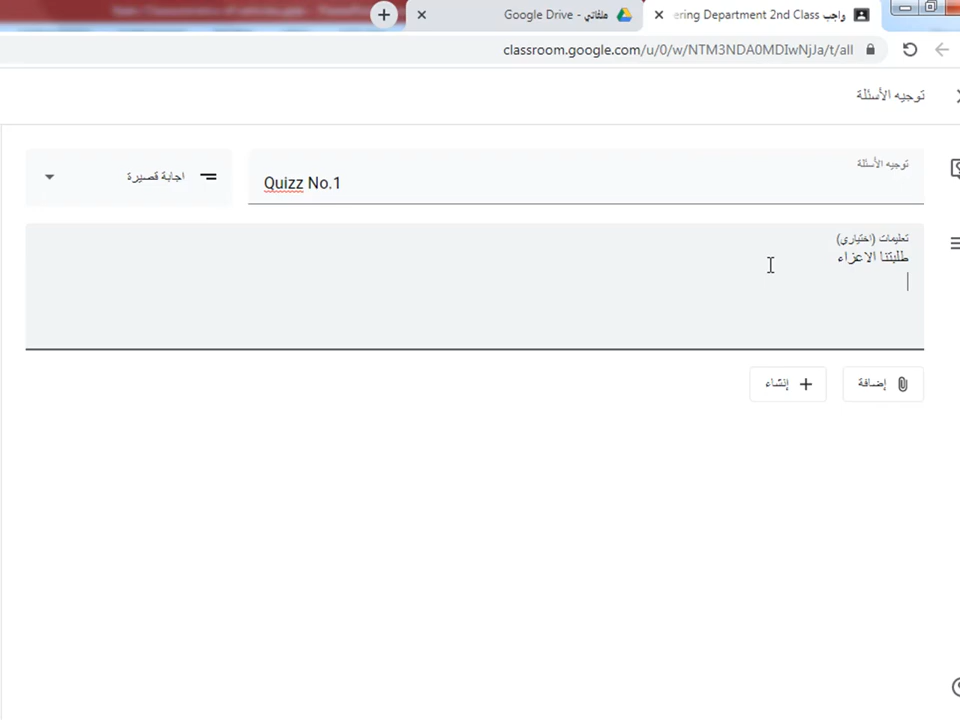 واجب ering Department 2nd Class
ملفاتي - Google Drive
classroom.google.com/u/0/w/NTM3NDA0MDIwNjJa/t/all
توجيه الأسئلة
توجيه الأسئلة
Quizz No.1
اجابة قصيرة
تعليمات (اختياري)
طلبتنا الاعزاء
إضافة
إنشاء